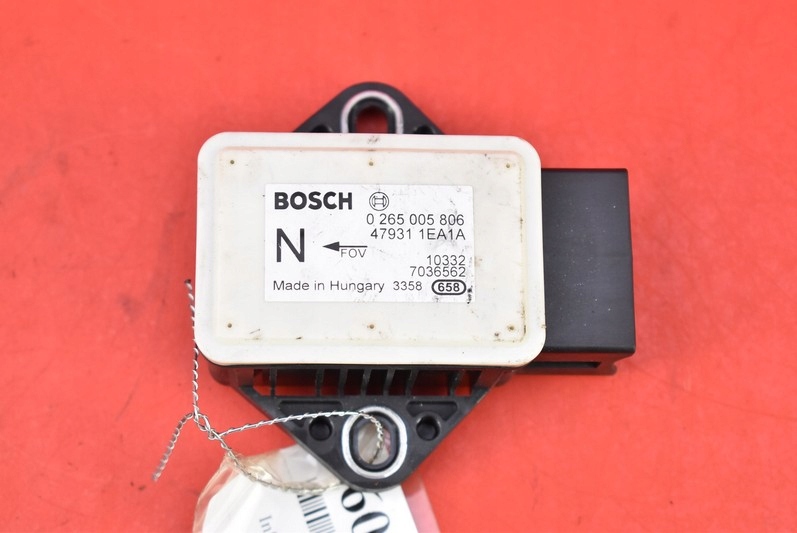 BOSCH
0 265 005 806
47931 1EA1A
N
FOV
10332
7036562
Made in Hungary 3358 658